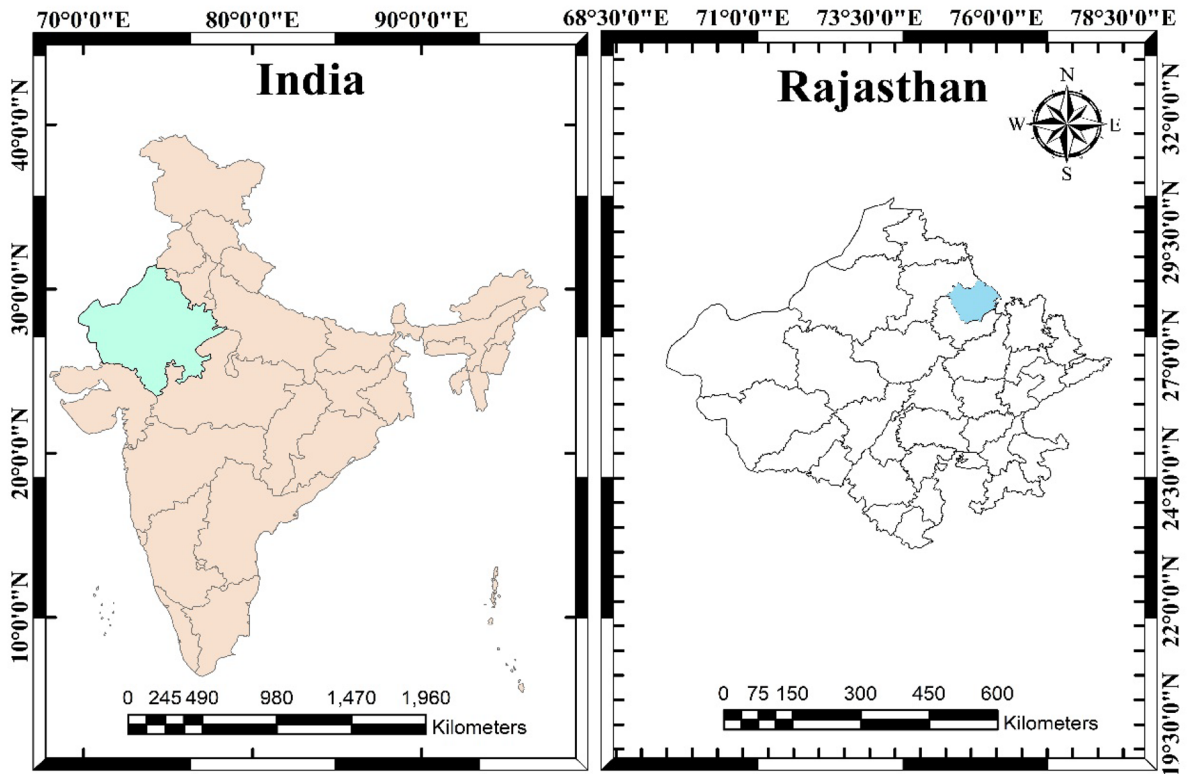 70°0'0"E 80°0'0"E 90°0'0"E
68°30'0"E 71°0'0"E 73°30'0"E 76°0'0"E 78°30'0"E
India
Rajasthan
N
W E
S
40°0'0"N
30°0'0"N
20°0'0"N
10°0'0"N
32°0'0"N
29°30'0"N
27°0'0"N
24°30'0"N
22°0'0"N
19°30'0"N
0 245 490 980 1,470 1,960
Kilometers
0 75 150 300 450 600
Kilometers